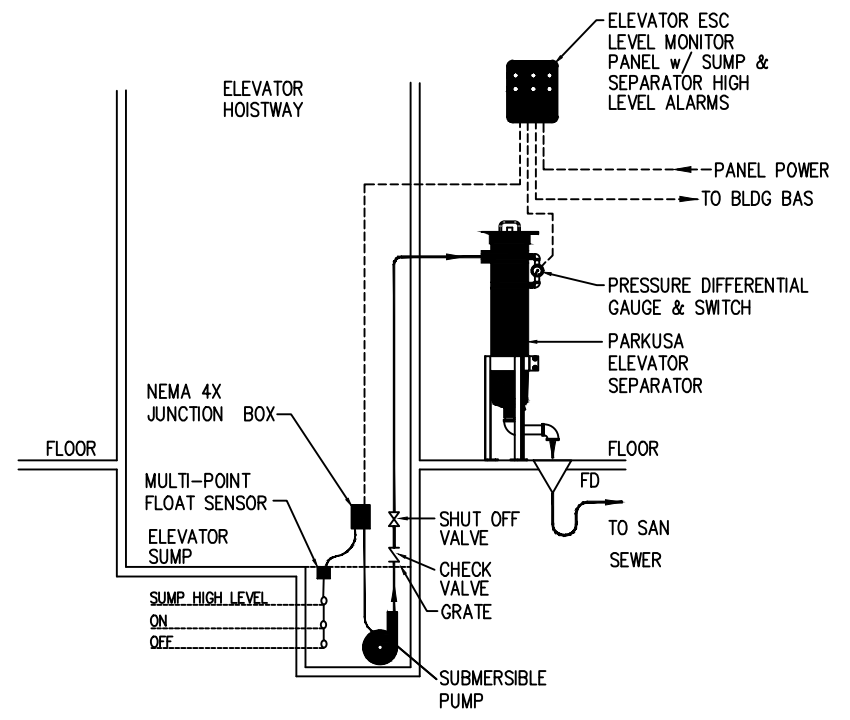 ELEVATOR ESC
LEVEL MONITOR
PANEL w/ SUMP &
SEPARATOR HIGH
LEVEL ALARMS
ELEVATOR
HOISTWAY
PANEL POWER
TO BLDG BAS
PRESSURE DIFFERENTIAL
GAUGE & SWITCH
PARKUSA
ELEVATOR
SEPARATOR
NEMA 4X
JUNCTION BOX
FLOOR
FLOOR
MULTI-POINT
FLOAT SENSOR
FD
SHUT OFF
VALVE
TO SAN
SEWER
ELEVATOR
SUMP
CHECK
VALVE
GRATE
SUMP HIGH LEVEL
ON
OFF
SUBMERSIBLE
PUMP